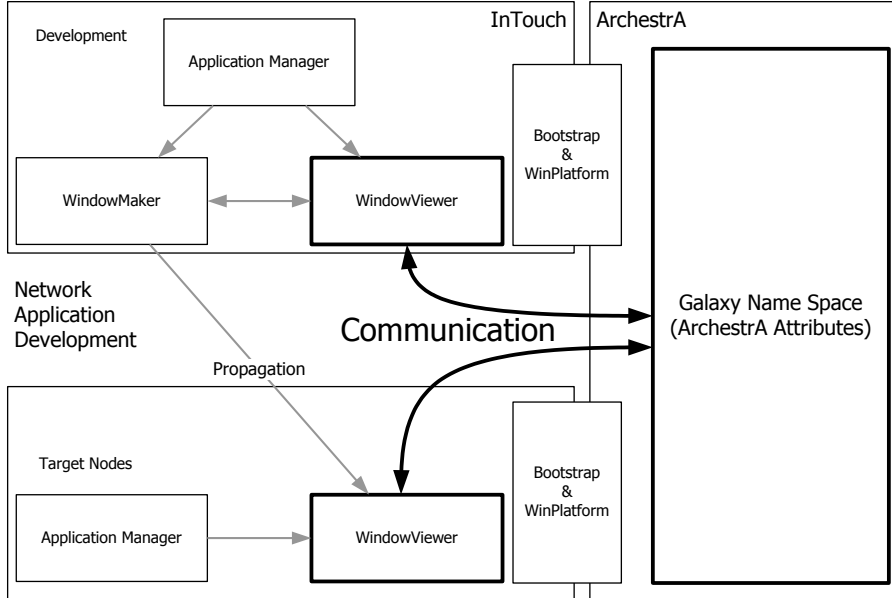 InTouch
ArchestrA
Development
Application Manager
Bootstrap
&
WinPlatform
WindowMaker
WindowViewer
Network
Application
Development
Communication
Galaxy Name Space
(ArchestrA Attributes)
Propagation
Target Nodes
Bootstrap
&
WinPlatform
Application Manager
WindowViewer